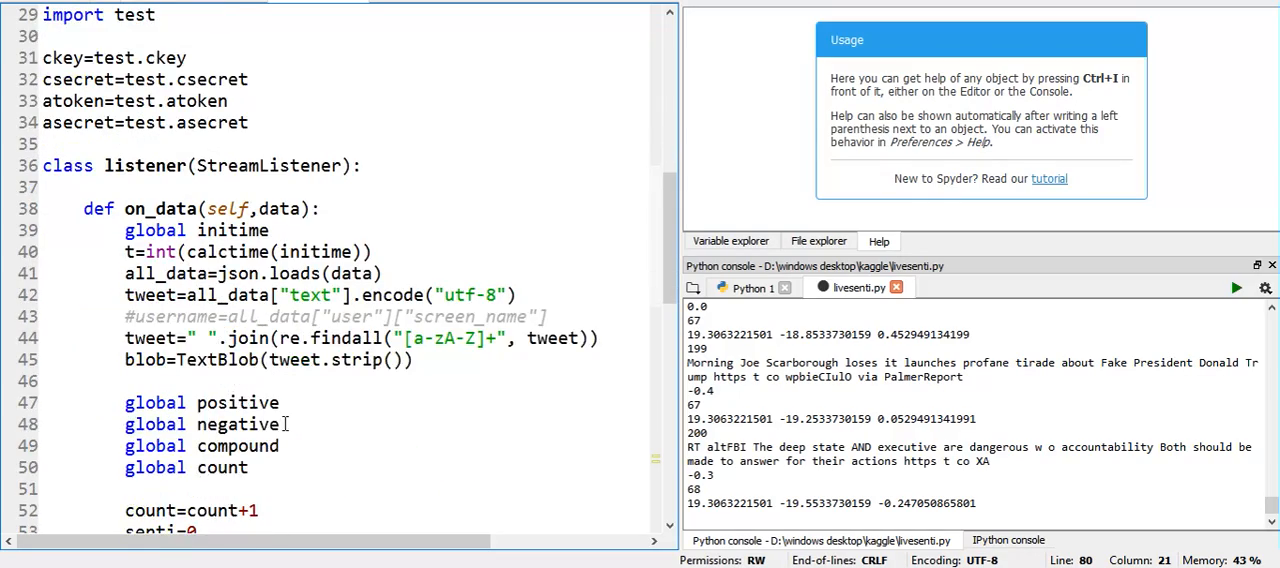 29 import test
30
31 ckey=test.ckey
32 csecret=test.csecret
33 atoken=test.atoken
34 asecret=test.asecret
35
36 class listener(StreamListener):
37
38 def on_data(self,data):
39 global initime
40 t=int(calctime(initime))
41 all_data=json.loads(data)
42 tweet=all_data["text"].encode("utf-8")
43 #username=all_data["user"]["screen_name"]
44 tweet=" ".join(re.findall("[a-zA-Z]+", tweet))
45 blob=TextBlob(tweet.strip())
46
47 global positive
48 global negative
49 global compound
50 global count
51
52 count=count+1
53 senti=0
Usage
Here you can get help of any object by pressing Ctrl+I in
front of it, either on the Editor or the Console.
Help can also be shown automatically after writing a left
parenthesis next to an object. You can activate this
behavior in Preferences > Help.
New to Spyder? Read our tutorial
Variable explorer File explorer Help
Python console - D:\windows desktop\kaggle\livesenti.py
Python 1 livesenti.py
0.0
67
19.3063221501 -18.8533730159 0.452949134199
199
Morning Joe Scarborough loses it launches profane tirade about Fake President Donald Tr
ump https t co wpbieCIulO via PalmerReport
-0.4
67
19.3063221501 -19.2533730159 0.0529491341991
200
RT altFBI The deep state AND executive are dangerous w o accountability Both should be
made to answer for their actions https t co XA
-0.3
68
19.3063221501 -19.5533730159 -0.247050865801
Python console - D:\windows desktop\kaggle\livesenti.py IPython console
Permissions: RW End-of-lines: CRLF Encoding: UTF-8 Line: 80 Column: 21 Memory: 43 %